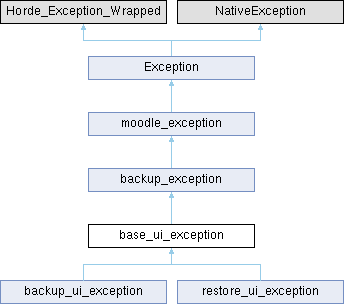 Horde_Exception_Wrapped NativeException
Exception
moodle_exception
backup_exception
base_ui_exception
backup_ui_exception restore_ui_exception